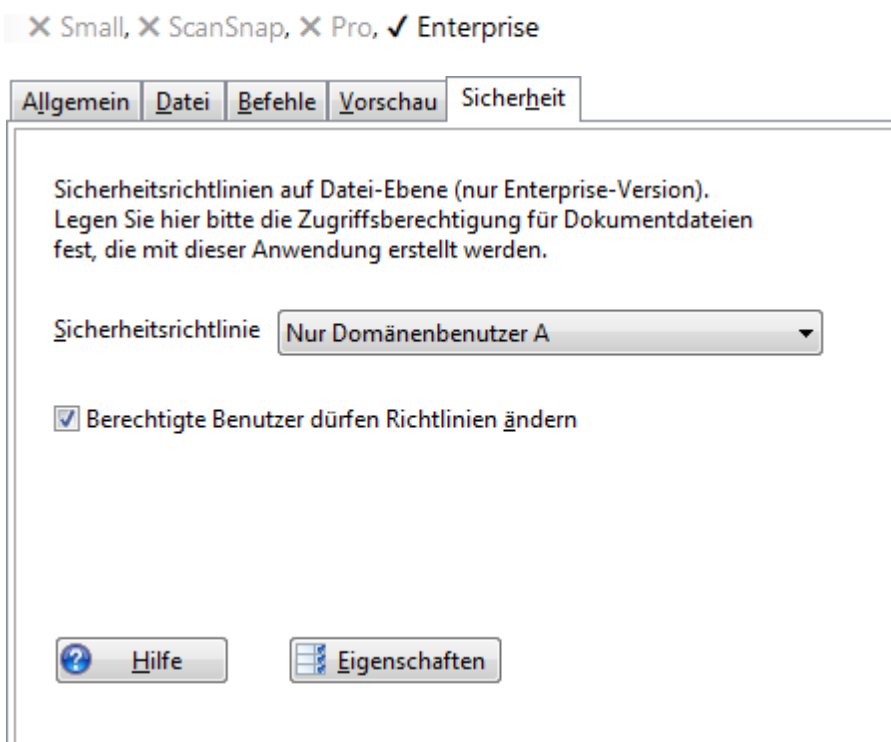 ✕ Small, ✕ ScanSnap, ✕ Pro, ✓ Enterprise
Allgemein Datei Befehle Vorschau Sicherheit
Sicherheitsrichtlinien auf Datei-Ebene (nur Enterprise-Version).
Legen Sie hier bitte die Zugriffsberechtigung für Dokumentdateien
fest, die mit dieser Anwendung erstellt werden.
Sicherheitsrichtlinie Nur Domänenbenutzer A
Berechtigte Benutzer dürfen Richtlinien ändern
Hilfe Eigenschaften